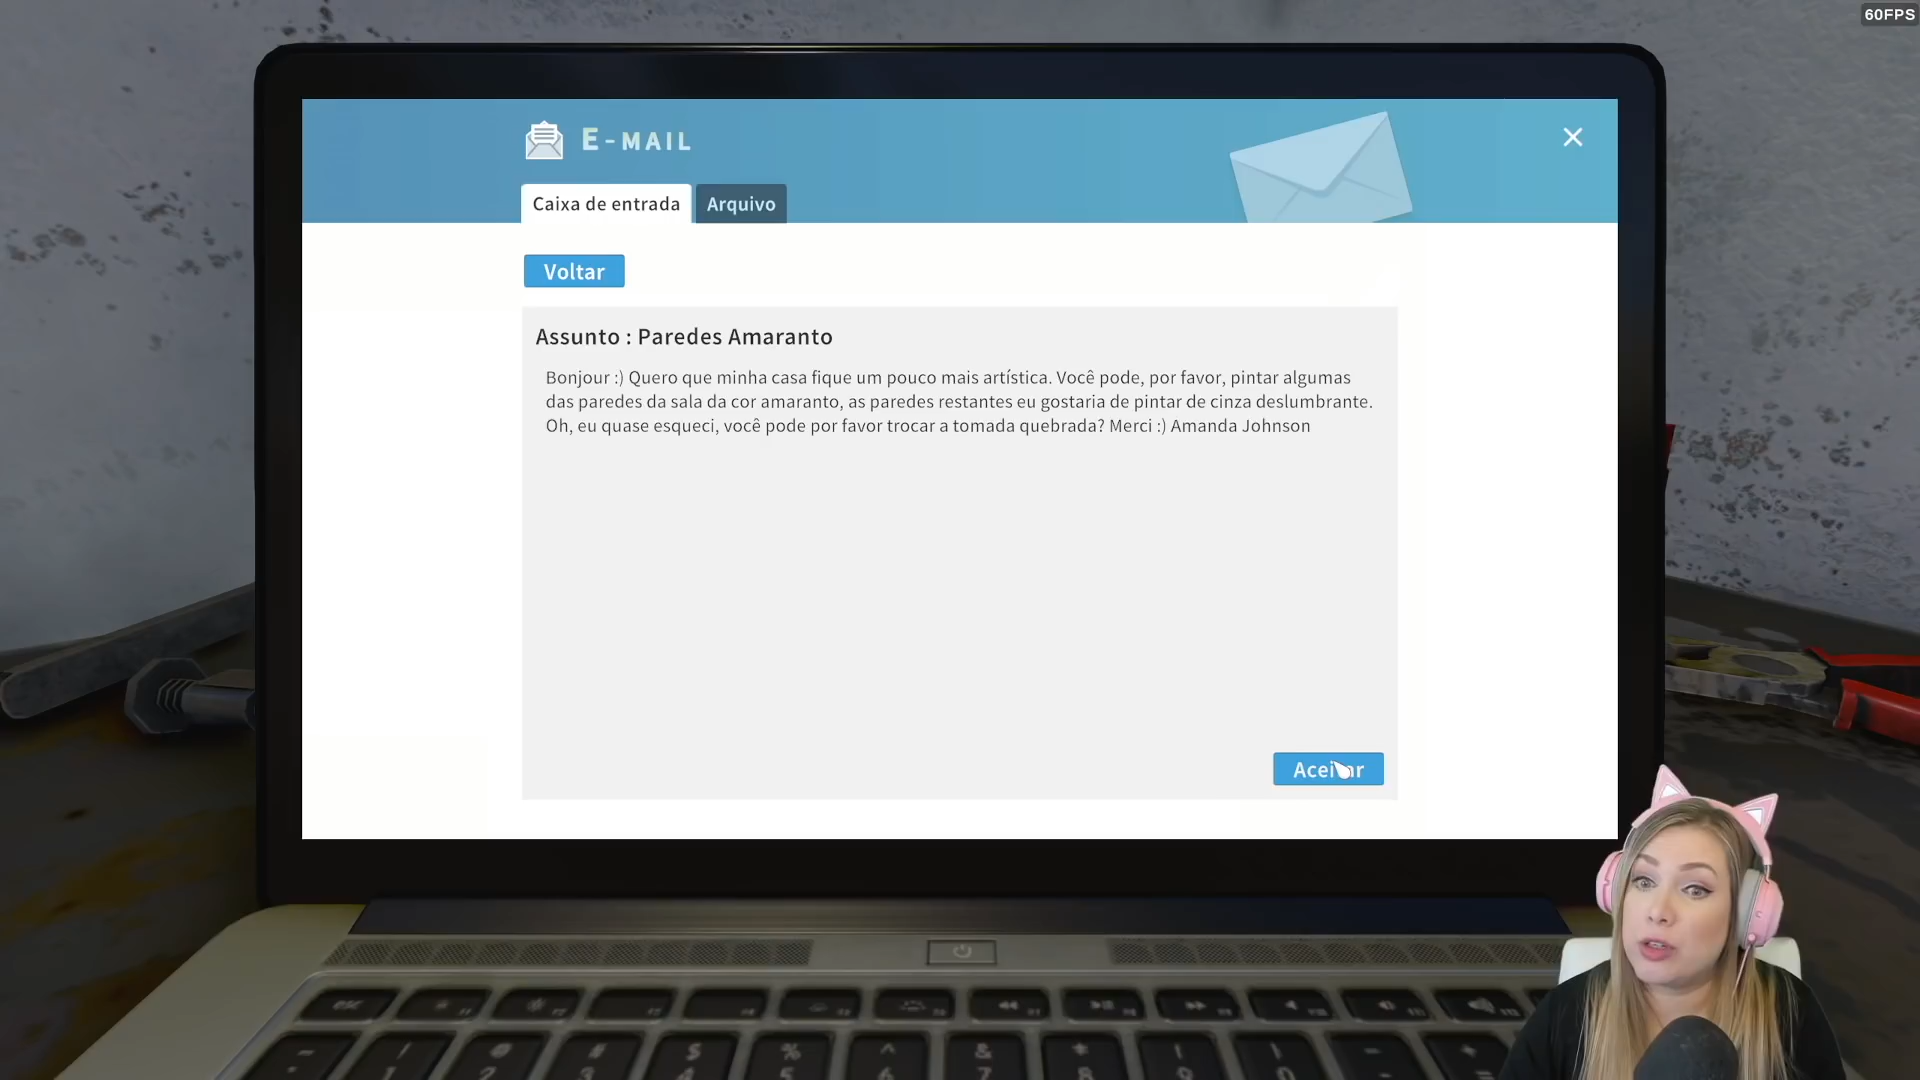 60FPS
E-MAIL
Caixa de entrada
Arquivo
Voltar
Assunto : Paredes Amaranto
Bonjour :) Quero que minha casa fique um pouco mais artística. Você pode, por favor, pintar algumas
das paredes da sala da cor amaranto, as paredes restantes eu gostaria de pintar de cinza deslumbrante.
Oh, eu quase esqueci, você pode por favor trocar a tomada quebrada? Merci :) Amanda Johnson
Aceitar
esc